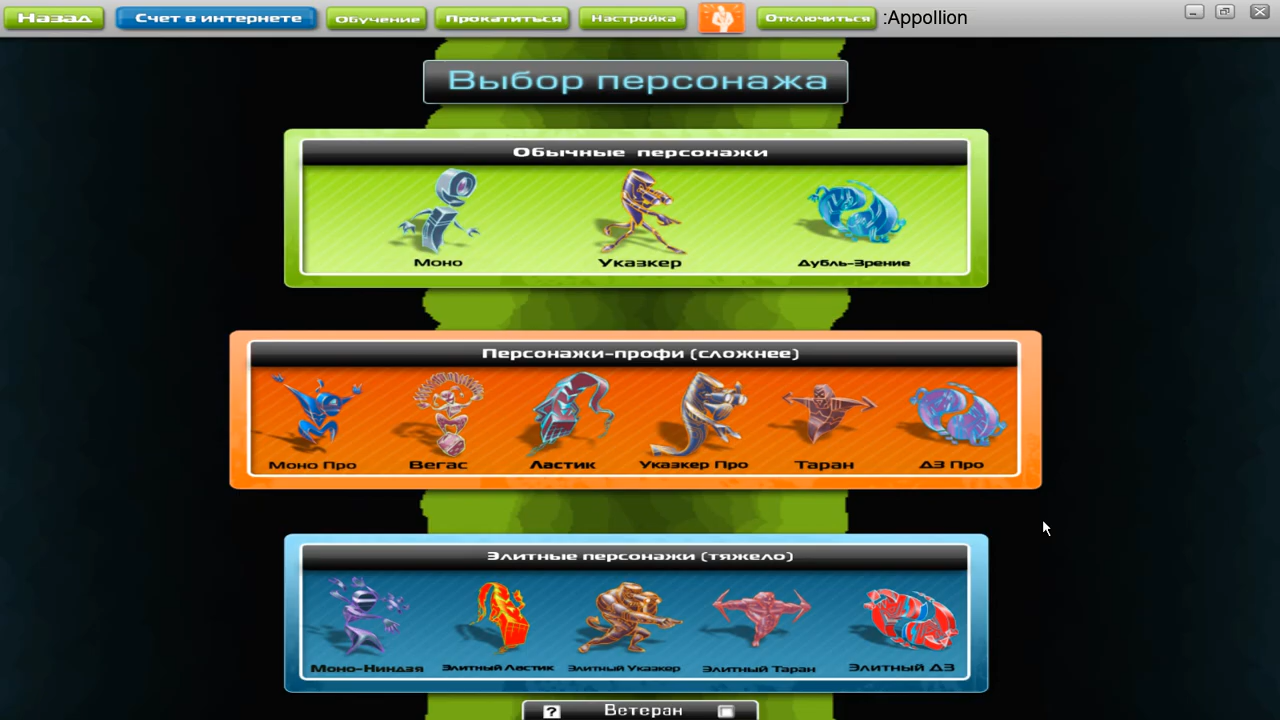 Назад Счет в интернете Обучение Прокатиться Настройка Отключиться :Appollion
Выбор персонажа
Обычные персонажи
Моно Указкер Дубль-Зрение
Персонажи-профи (сложнее)
Моно Про Вегас Ластик Указкер Про Таран ДЗ Про
Элитные персонажи (тяжело)
Моно-Ниндзя Элитный Ластик Элитный Указкер Элитный Таран Элитный ДЗ
? Ветеран